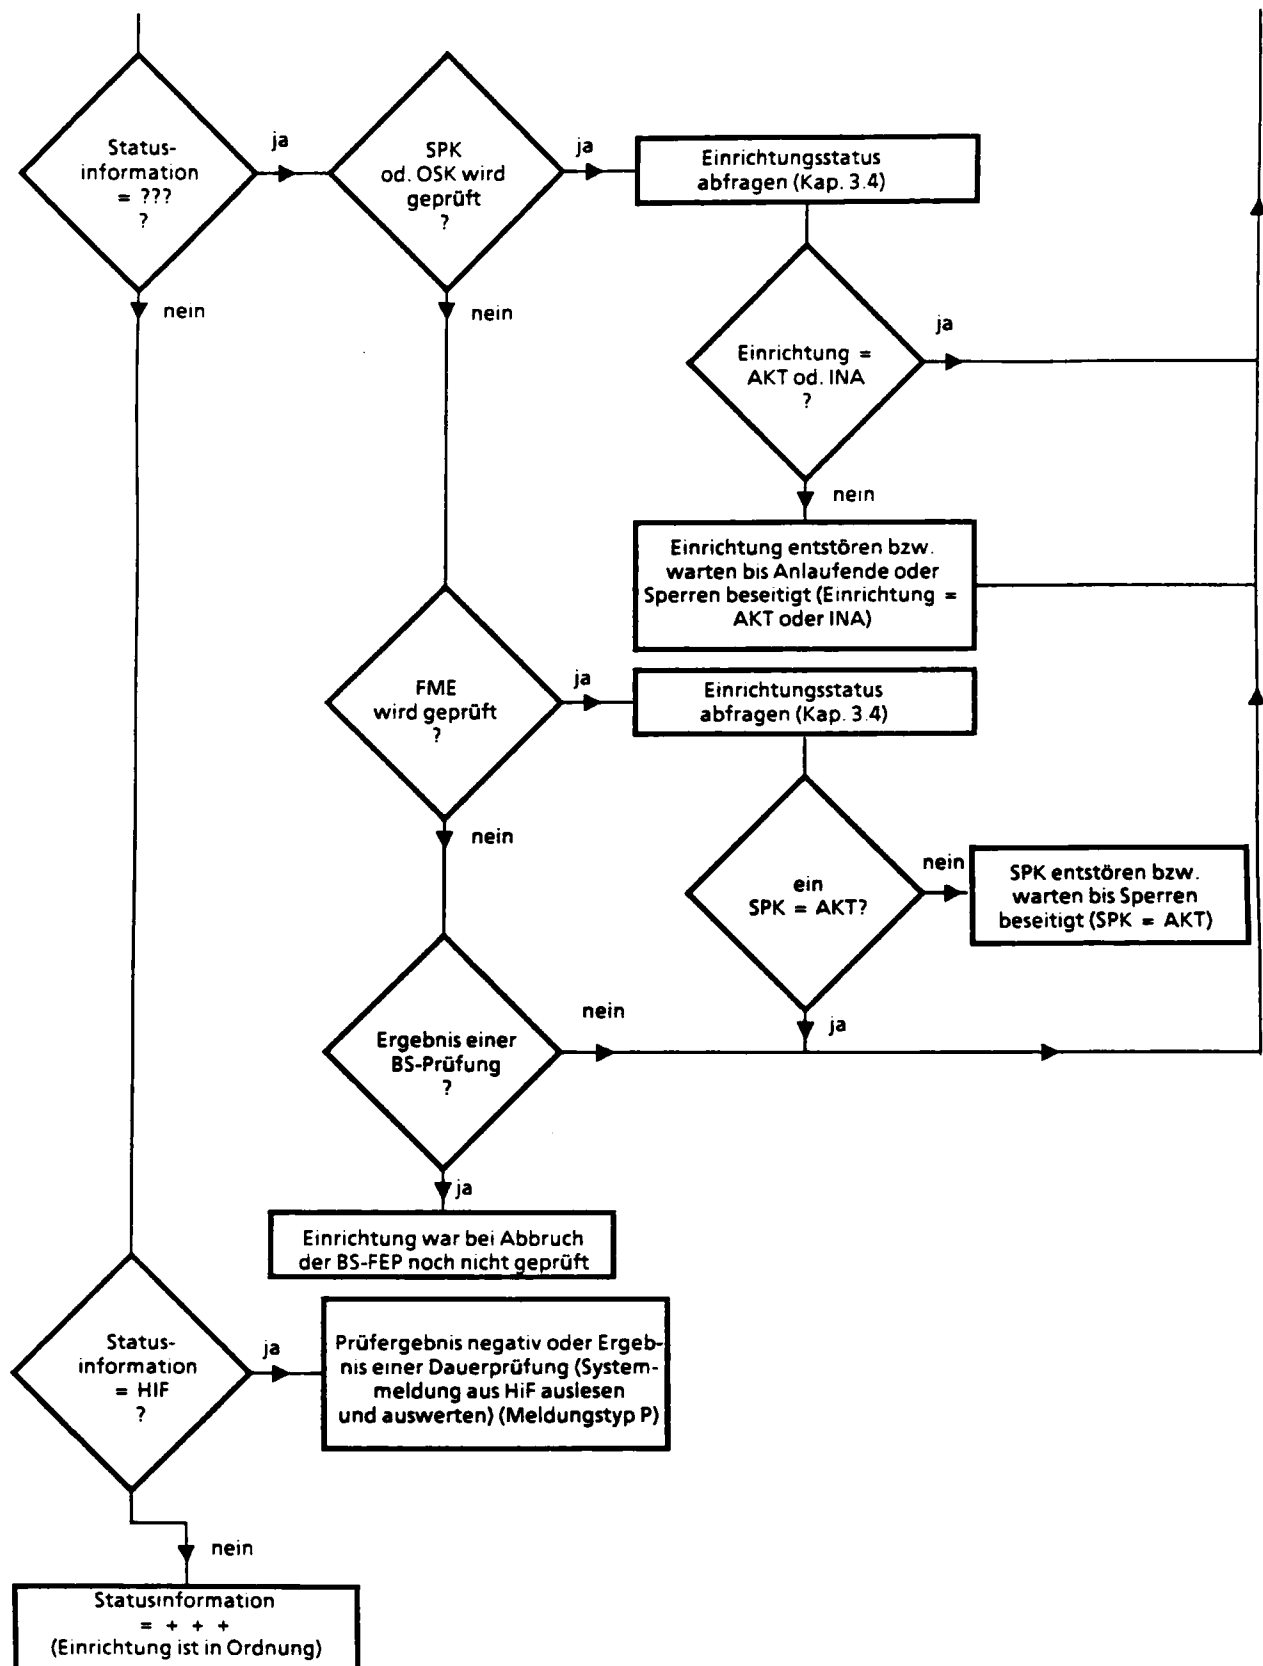 Status-
information
= ???
?
ja
nein
SPK
od. OSK wird
geprüft
?
ja
nein
Einrichtungsstatus
abfragen (Kap. 3.4)
Einrichtung =
AKT od. INA
?
ja
nein
Einrichtung entstören bzw.
warten bis Anlaufende oder
Sperren beseitigt (Einrichtung =
AKT oder INA)
FME
wird geprüft
?
ja
nein
Einrichtungsstatus
abfragen (Kap. 3.4)
ein
SPK = AKT?
nein
ja
SPK entstören bzw.
warten bis Sperren
beseitigt (SPK = AKT)
Ergebnis einer
BS-Prüfung
?
nein
ja
Einrichtung war bei Abbruch
der BS-FEP noch nicht geprüft
Status-
information
= HIF
?
ja
nein
Prüfergebnis negativ oder Ergeb-
nis einer Dauerprüfung (System-
meldung aus HiF auslesen
und auswerten) (Meldungstyp P)
Statusinformation
= + + +
(Einrichtung ist in Ordnung)